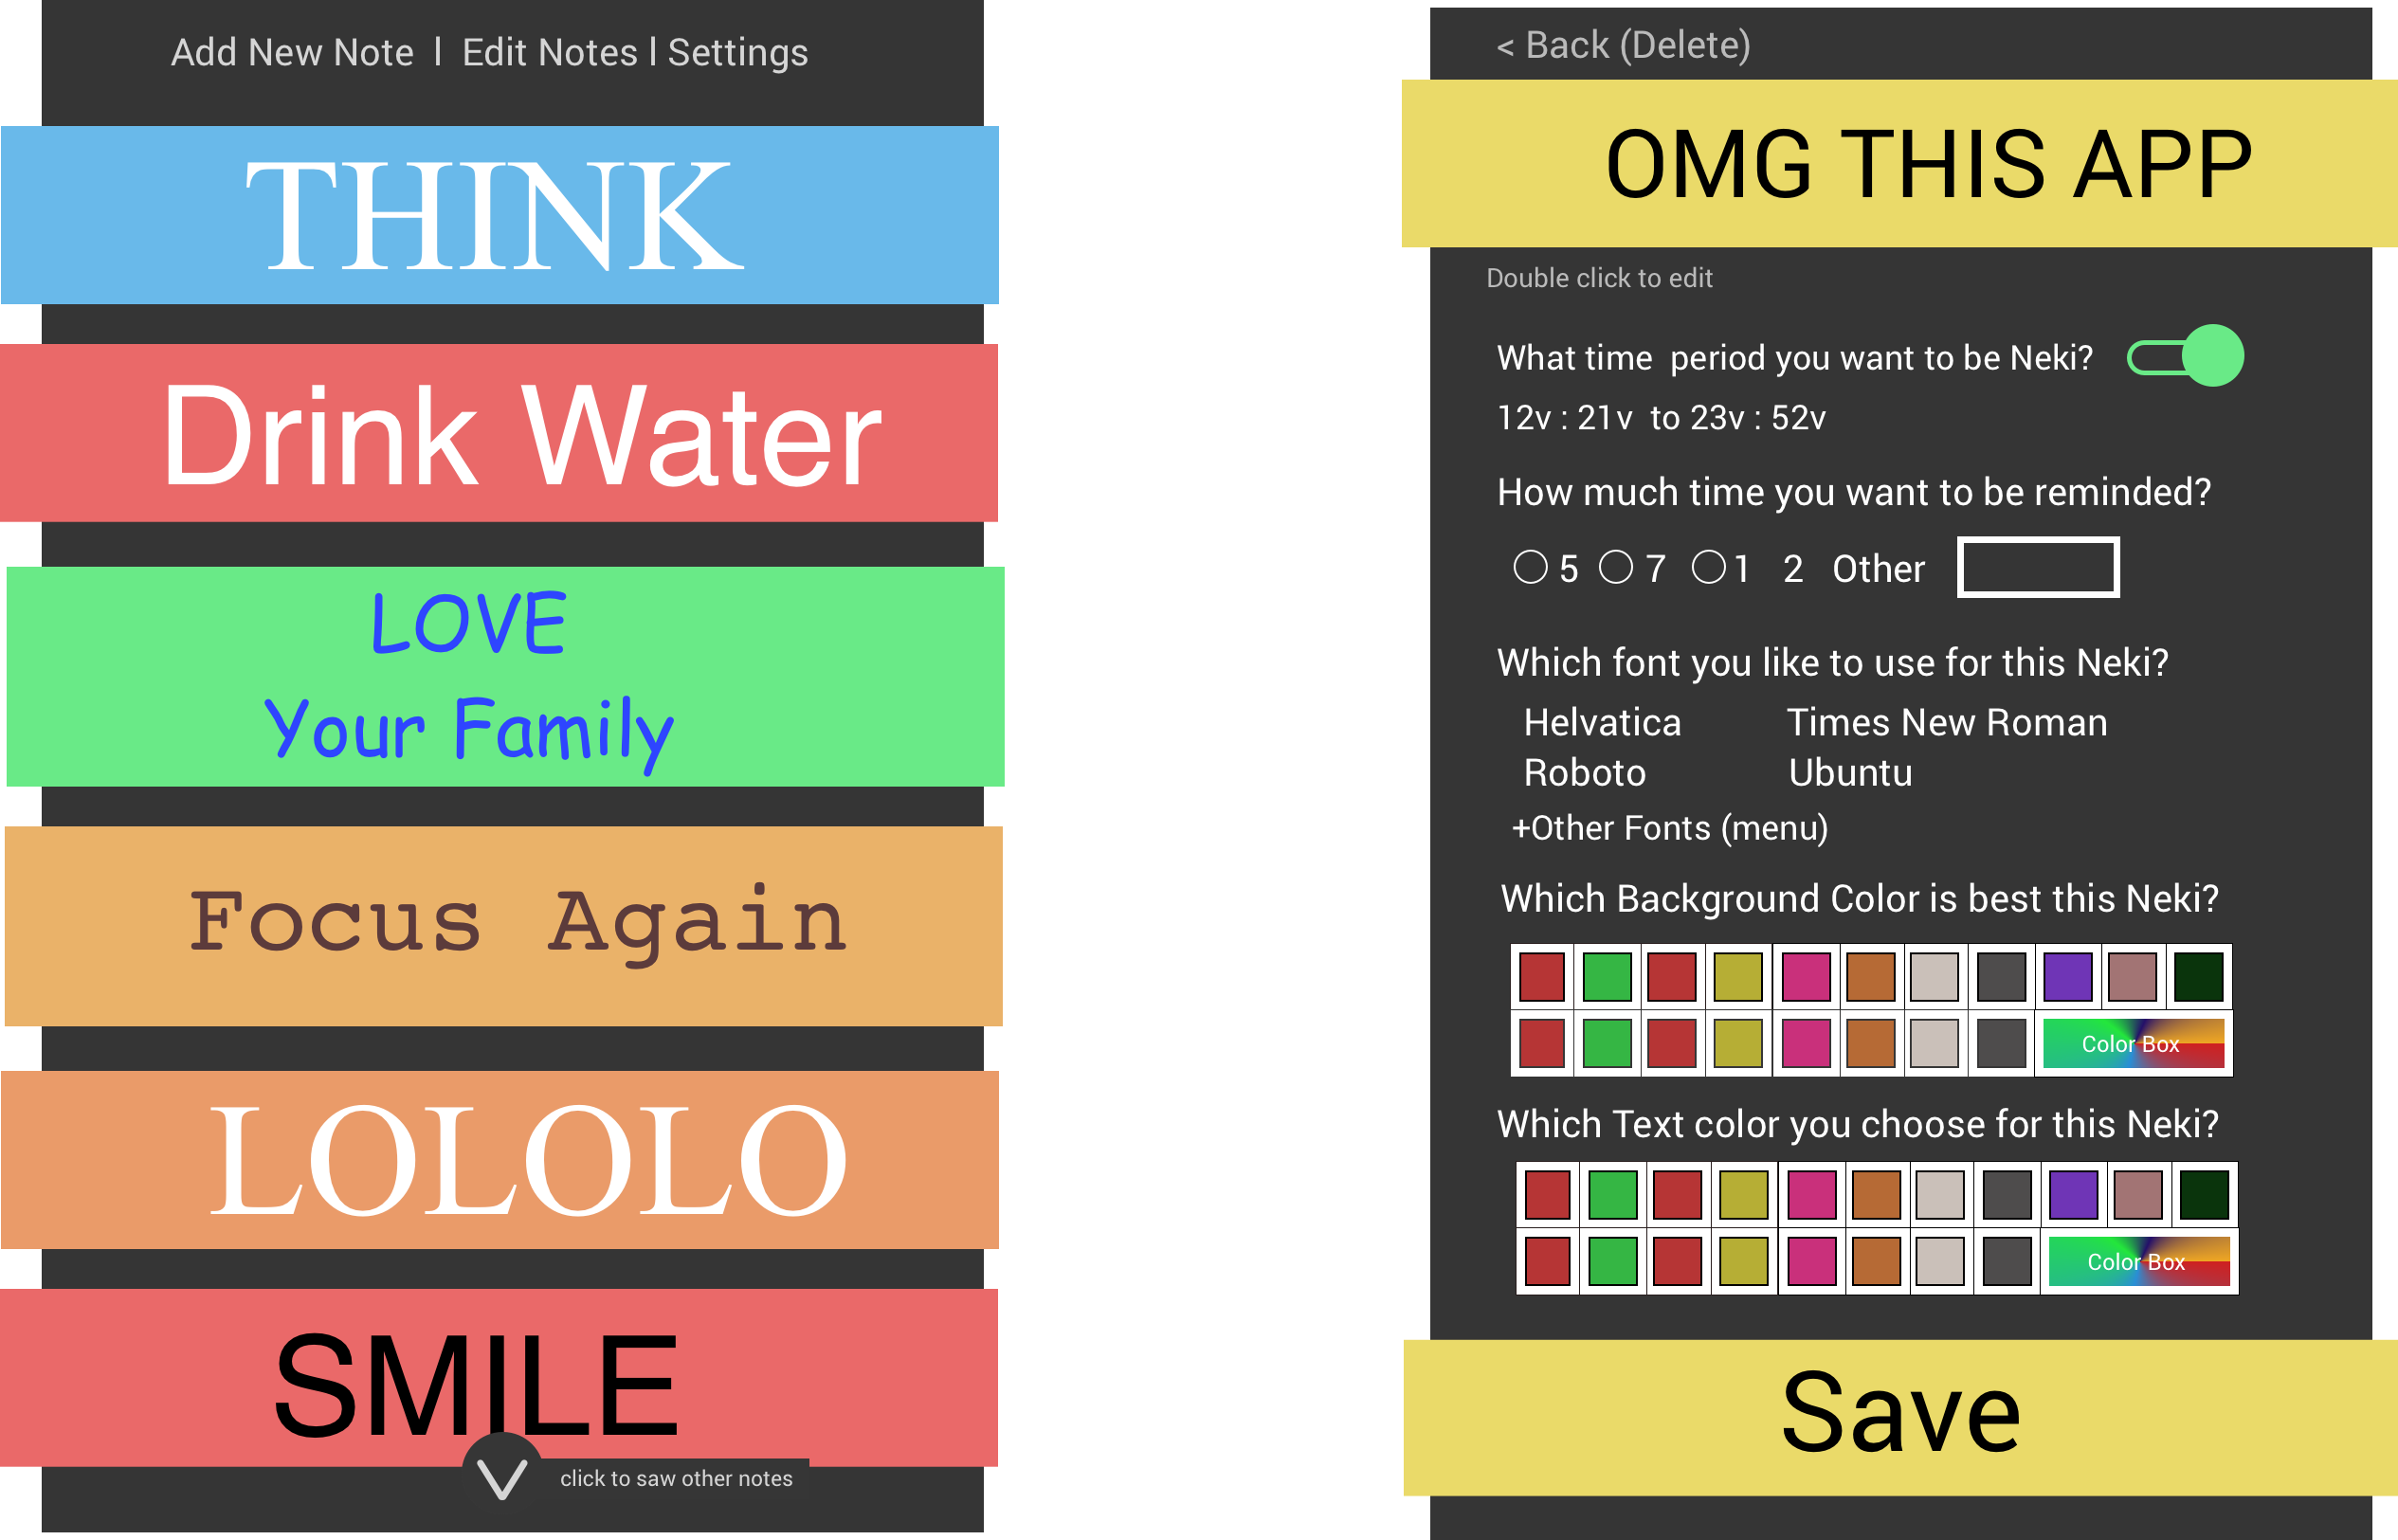 Add New Note | Edit Notes | Settings
THINK
Drink Water
LOVE
Your Family
Focus Again
LOLOLO
SMILE
click to saw other notes
< Back (Delete)
OMG THIS APP
Double click to edit
What time period you want to be Neki?
12v : 21v to 23v : 52v
How much time you want to be reminded?
5 7 1 2 Other
Which font you like to use for this Neki?
Helvatica Times New Roman
Roboto Ubuntu
+Other Fonts (menu)
Which Background Color is best this Neki?
Color Box
Which Text color you choose for this Neki?
Color Box
Save